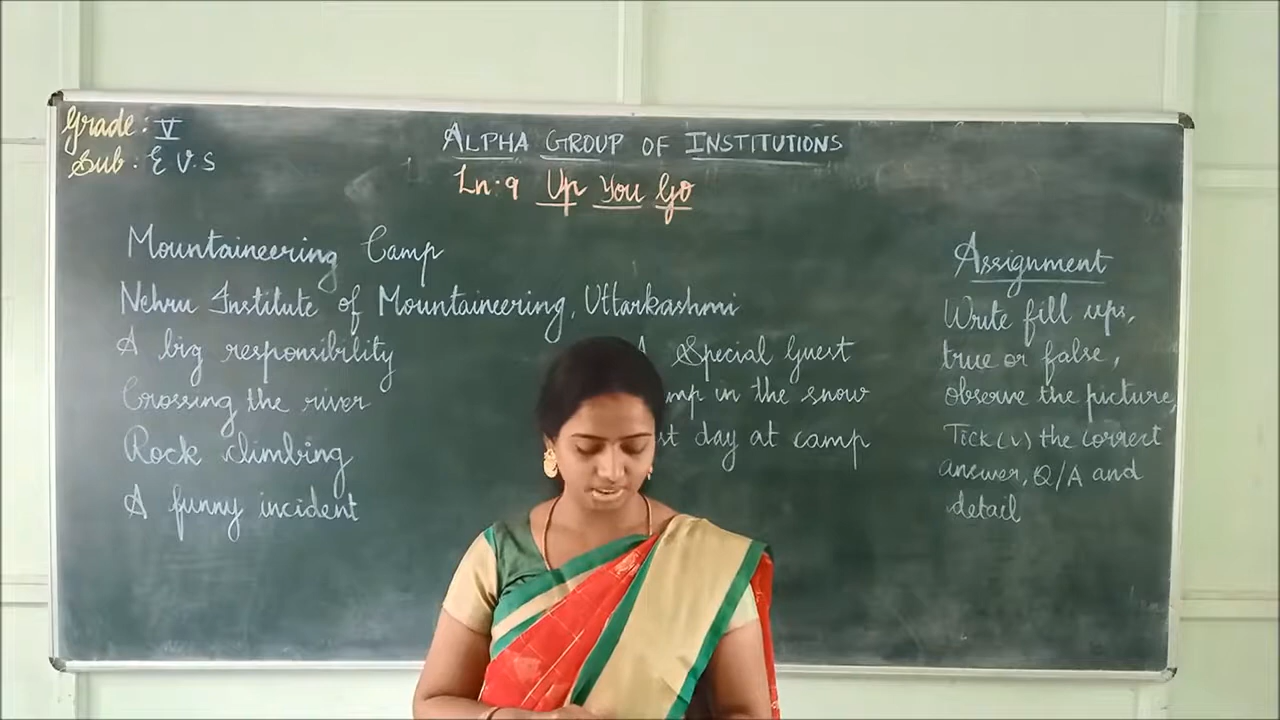 Grade: V
Sub: E V.S
ALPHA GROUP OF INSTITUTIONS
Ln:9 Up You Go
Mountaineering Camp
Nehru Institute of Mountaineering, Uttarkashmi
A big responsibility
Crossing the river
Rock climbing
A funny incident
A Special Guest
in the snow
day at camp
Assignment
Write fill ups,
true or false,
observe the picture,
Tick (✓) the correct
answer, Q/A and
detail